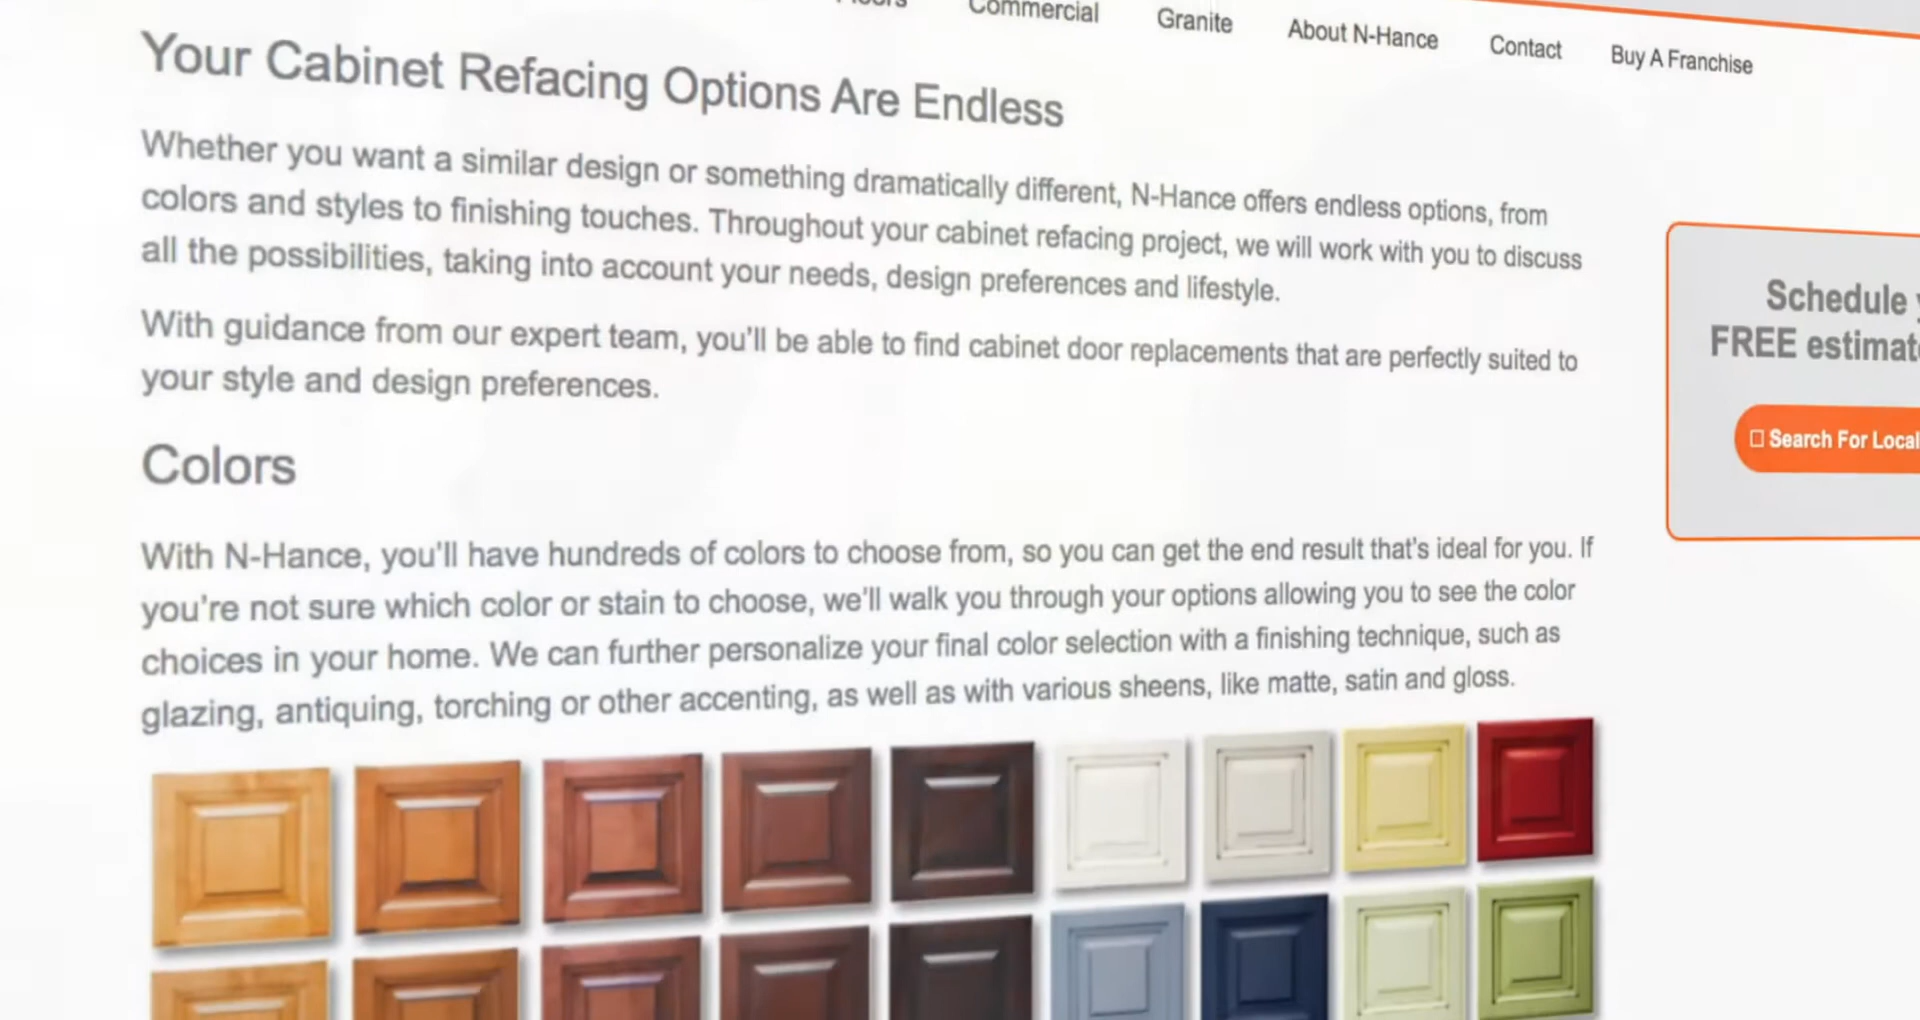 Commercial
Granite
About N-Hance
Contact
Buy A Franchise
Your Cabinet Refacing Options Are Endless
Whether you want a similar design or something dramatically different, N-Hance offers endless options, from
colors and styles to finishing touches. Throughout your cabinet refacing project, we will work with you to discuss
all the possibilities, taking into account your needs, design preferences and lifestyle.
With guidance from our expert team, you'll be able to find cabinet door replacements that are perfectly suited to
your style and design preferences.
Schedule
FREE
Search For Local
Colors
With N-Hance, you'll have hundreds of colors to choose from, so you can get the end result that's ideal for you. If
you're not sure which color or stain to choose, we'll walk you through your options allowing you to see the color
choices in your home. We can further personalize your final color selection with a finishing technique, such as
glazing, antiquing, torching or other accenting, as well as with various sheens, like matte, satin and gloss.